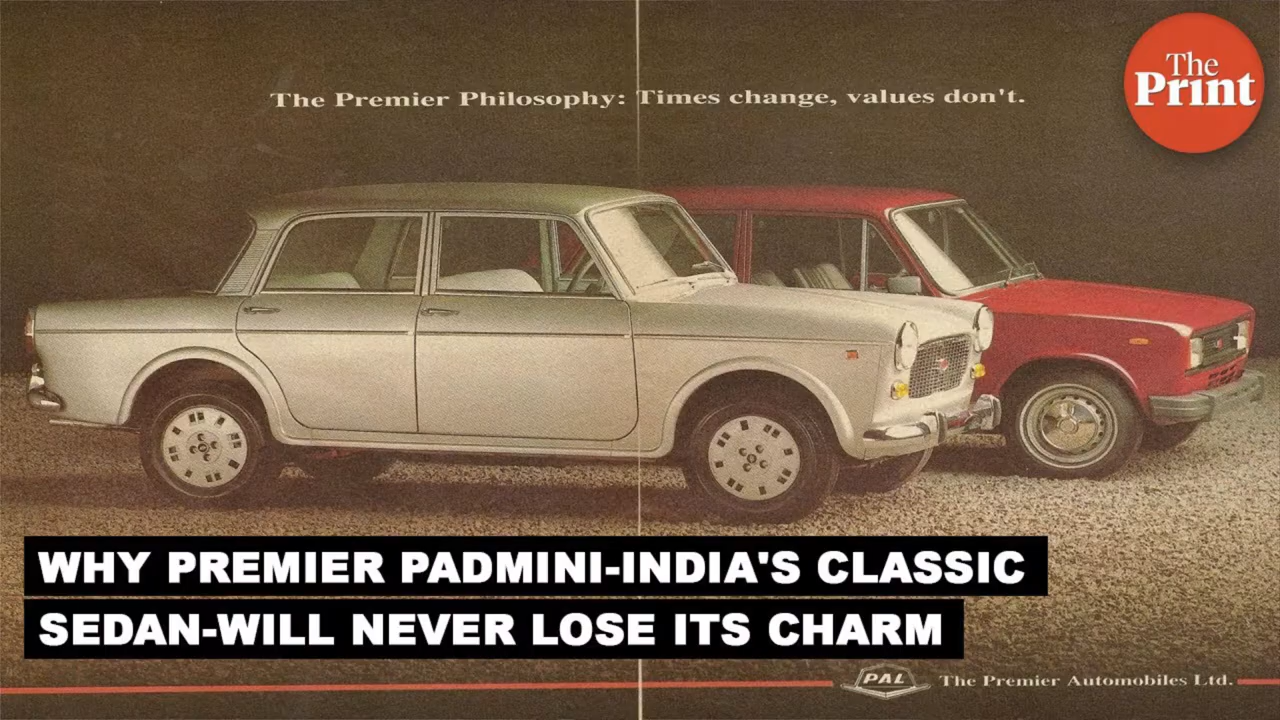 The Print
The Premier Philosophy: Times change, values don't.
WHY PREMIER PADMINI-INDIA'S CLASSIC
SEDAN-WILL NEVER LOSE ITS CHARM
PAL
The Premier Automobiles Ltd.